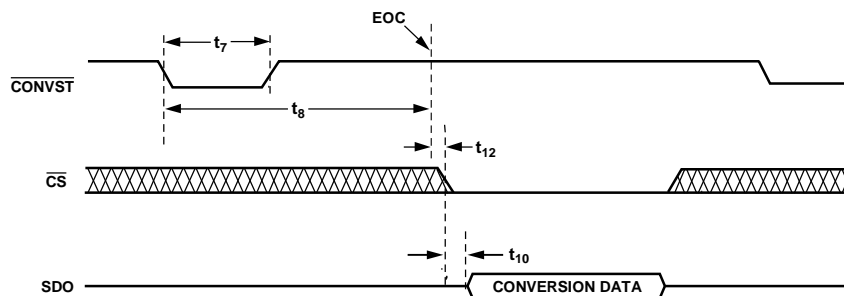 EOC
t7
CONVST
t8
t12
CS
t10
SDO
CONVERSION DATA